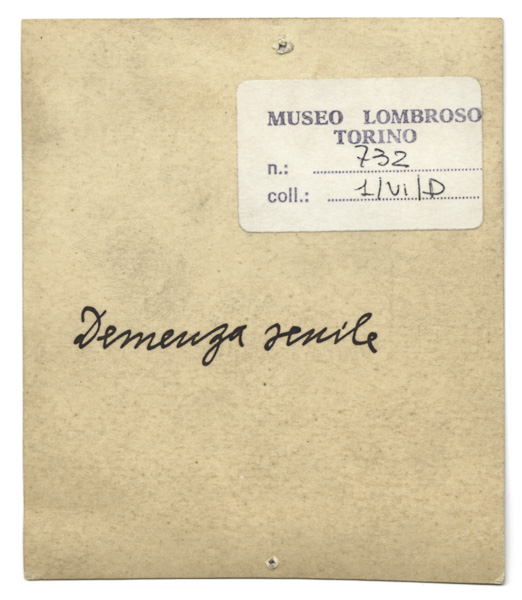 MUSEO LOMBROSO
TORINO
n.: 732
coll.: 1/VI/D
Demenza senile